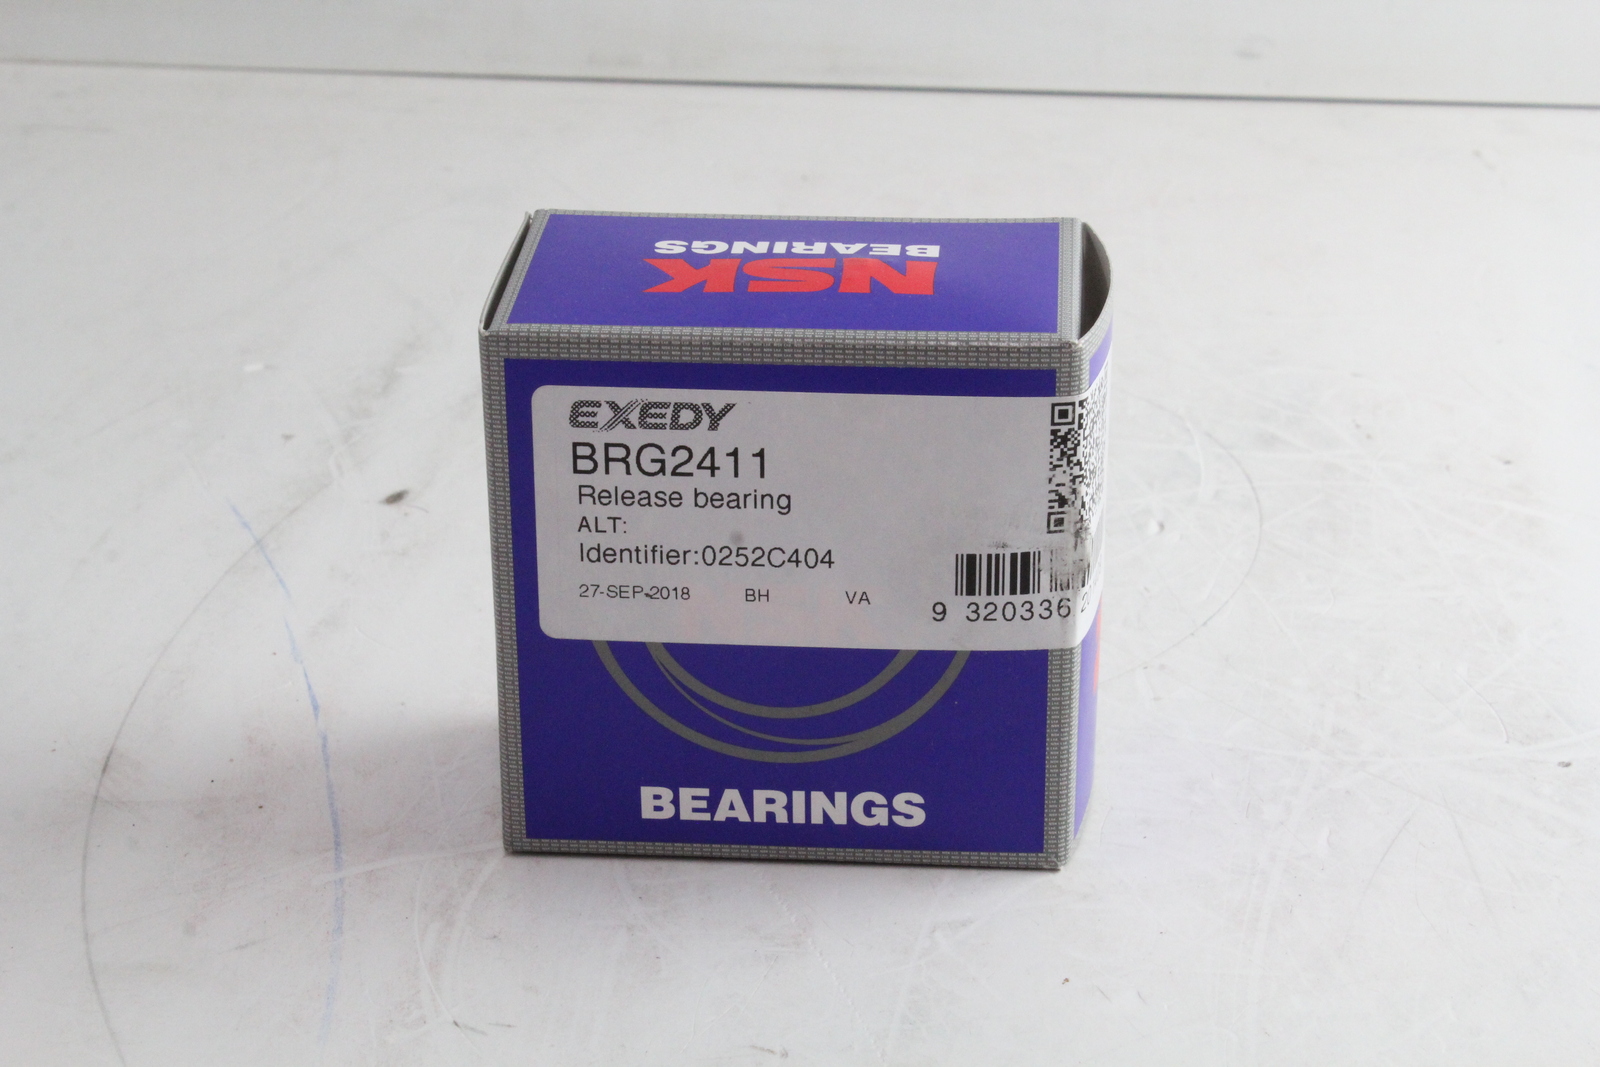 BEARINGS
NSK
EXEDY
BRG2411
Release bearing
ALT:
Identifier:0252C404
27-SEP-2018 BH VA
9 320336
BEARINGS